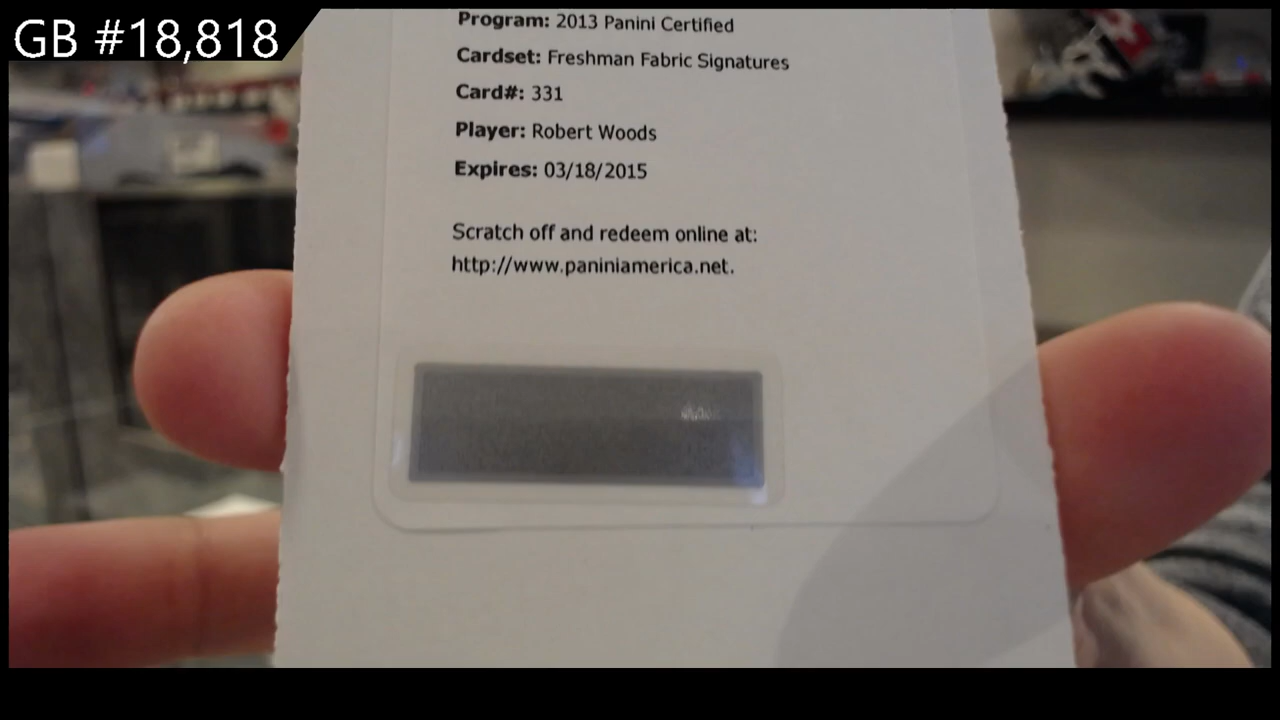 GB #18,818
Program: 2013 Panini Certified
Cardset: Freshman Fabric Signatures
Card#: 331
Player: Robert Woods
Expires: 03/18/2015
Scratch off and redeem online at:
http://www.paniniamerica.net.